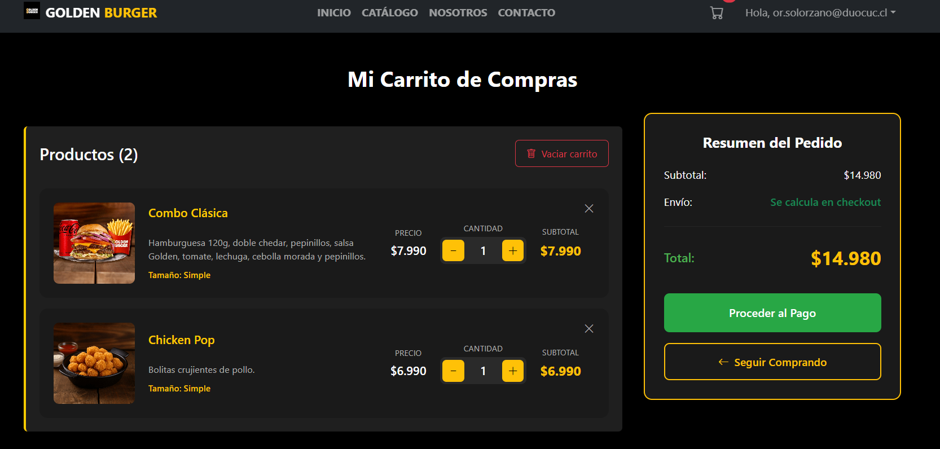 GOLDEN BURGER
INICIO CATÁLOGO NOSOTROS CONTACTO
Hola, or.solorzano@duocuc.cl
Mi Carrito de Compras
Productos (2)
Vaciar carrito
Combo Clásica
Hamburguesa 120g, doble chedar, pepinillos, salsa
Golden, tomate, lechuga, cebolla morada y pepinillos.
Tamaño: Simple
PRECIO
$7.990
CANTIDAD
- 1 +
SUBTOTAL
$7.990
Chicken Pop
Bolitas crujientes de pollo.
Tamaño: Simple
PRECIO
$6.990
CANTIDAD
- 1 +
SUBTOTAL
$6.990
Resumen del Pedido
Subtotal: $14.980
Envío: Se calcula en checkout
Total: $14.980
Proceder al Pago
← Seguir Comprando